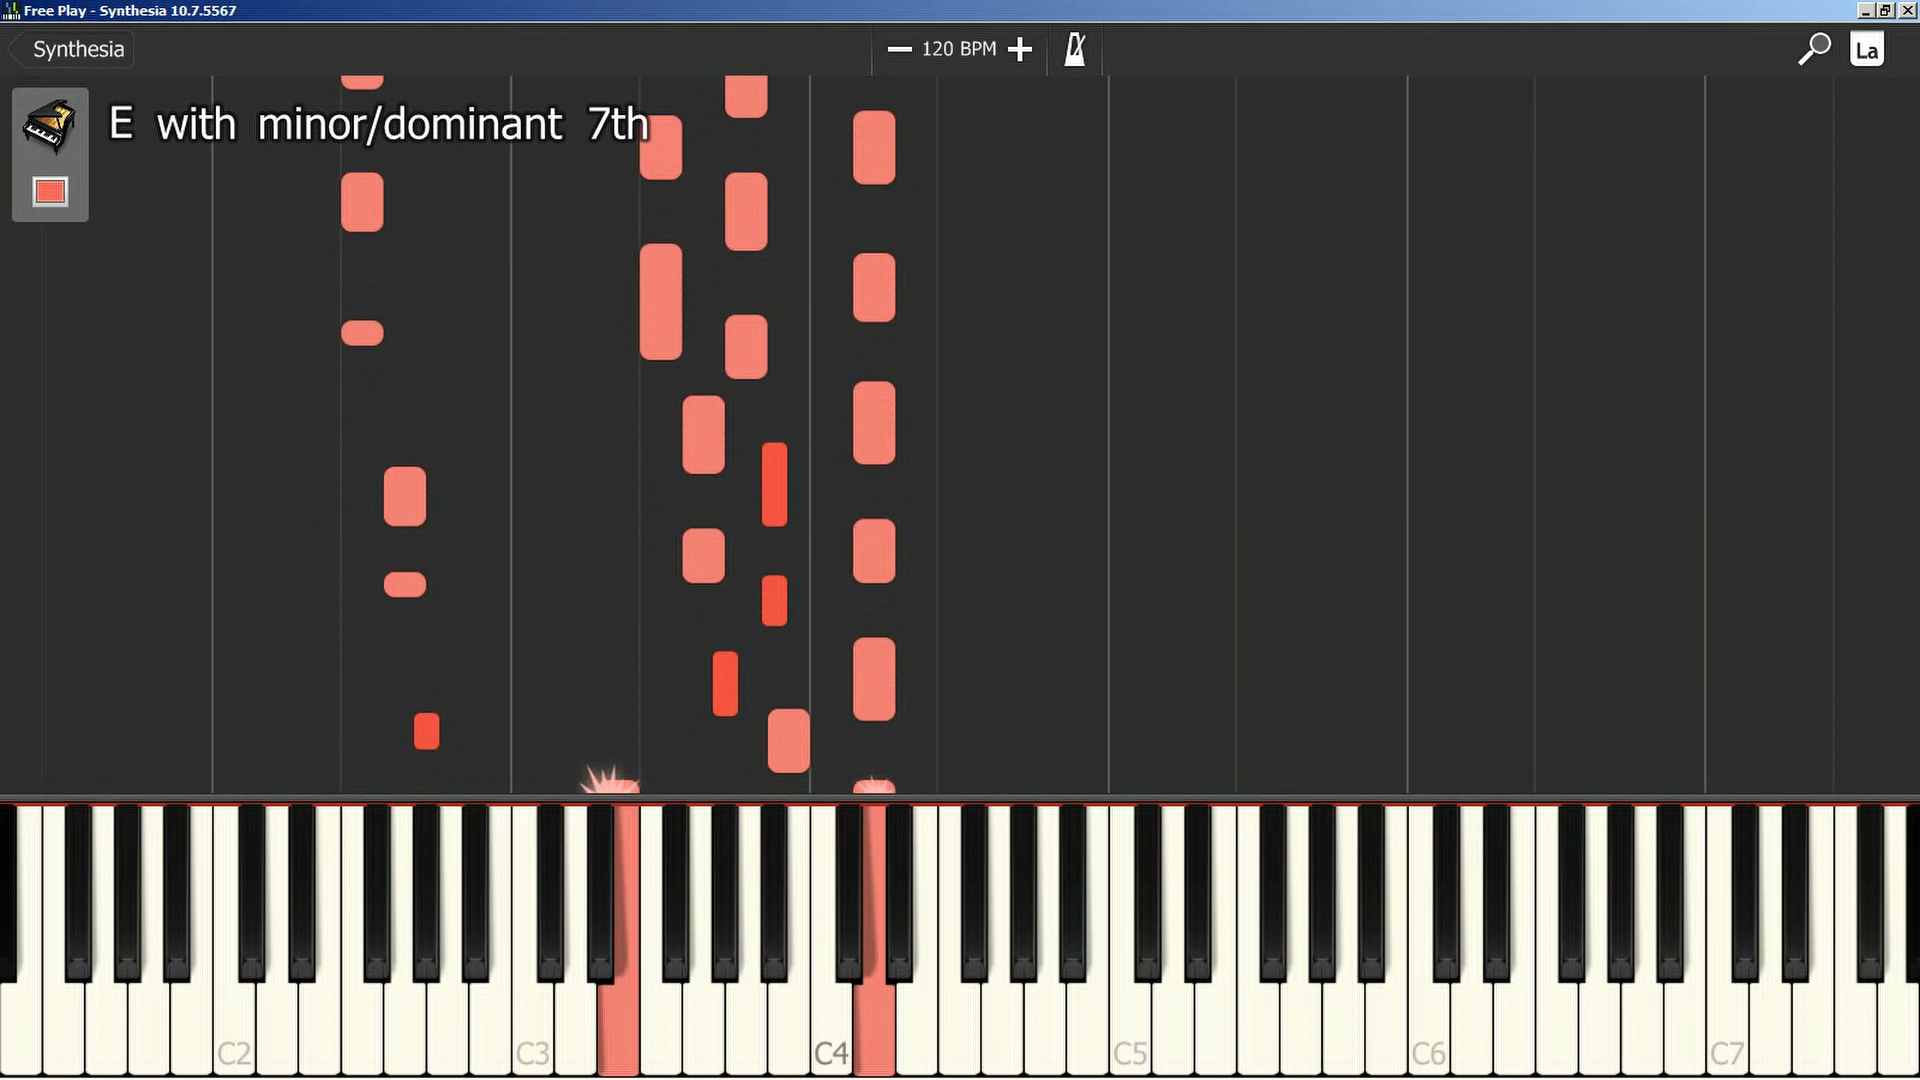 Free Play - Synthesia 10.7.5567
Synthesia
120 BPM
La
E with minor/dominant 7th
C2 C3 C4 C5 C6 C7